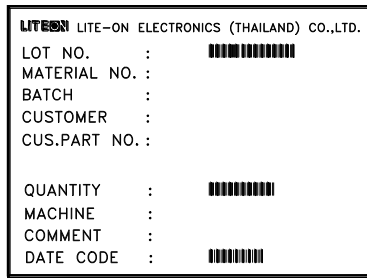 LITEON LITE-ON ELECTRONICS (THAILAND) CO.,LTD.
LOT NO. :
MATERIAL NO. :
BATCH :
CUSTOMER :
CUS.PART NO. :
QUANTITY :
MACHINE :
COMMENT :
DATE CODE :